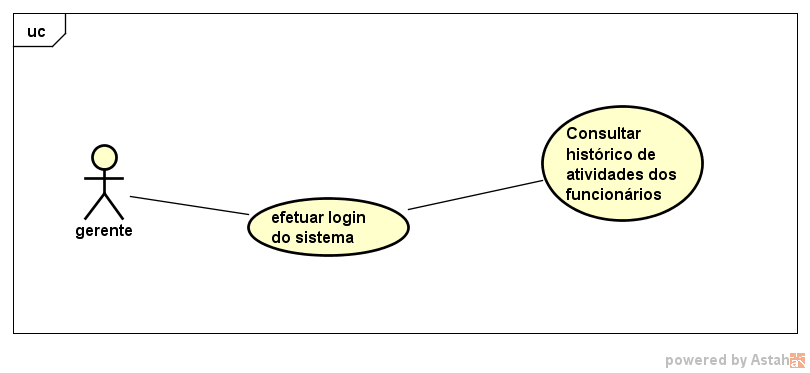 uc
Consultar
histórico de
atividades dos
funcionários
efetuar login
do sistema
gerente
powered by Astah